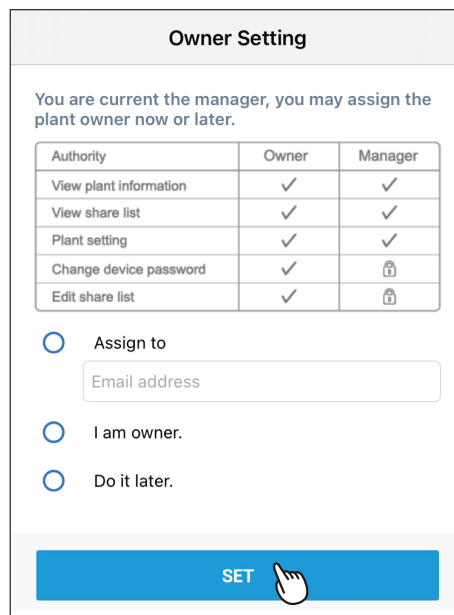 Owner Setting
You are current the manager, you may assign the
plant owner now or later.
Authority Owner Manager
View plant information
View share list
Plant setting
Change device password
Edit share list
Assign to
Email address
I am owner.
Do it later.
SET